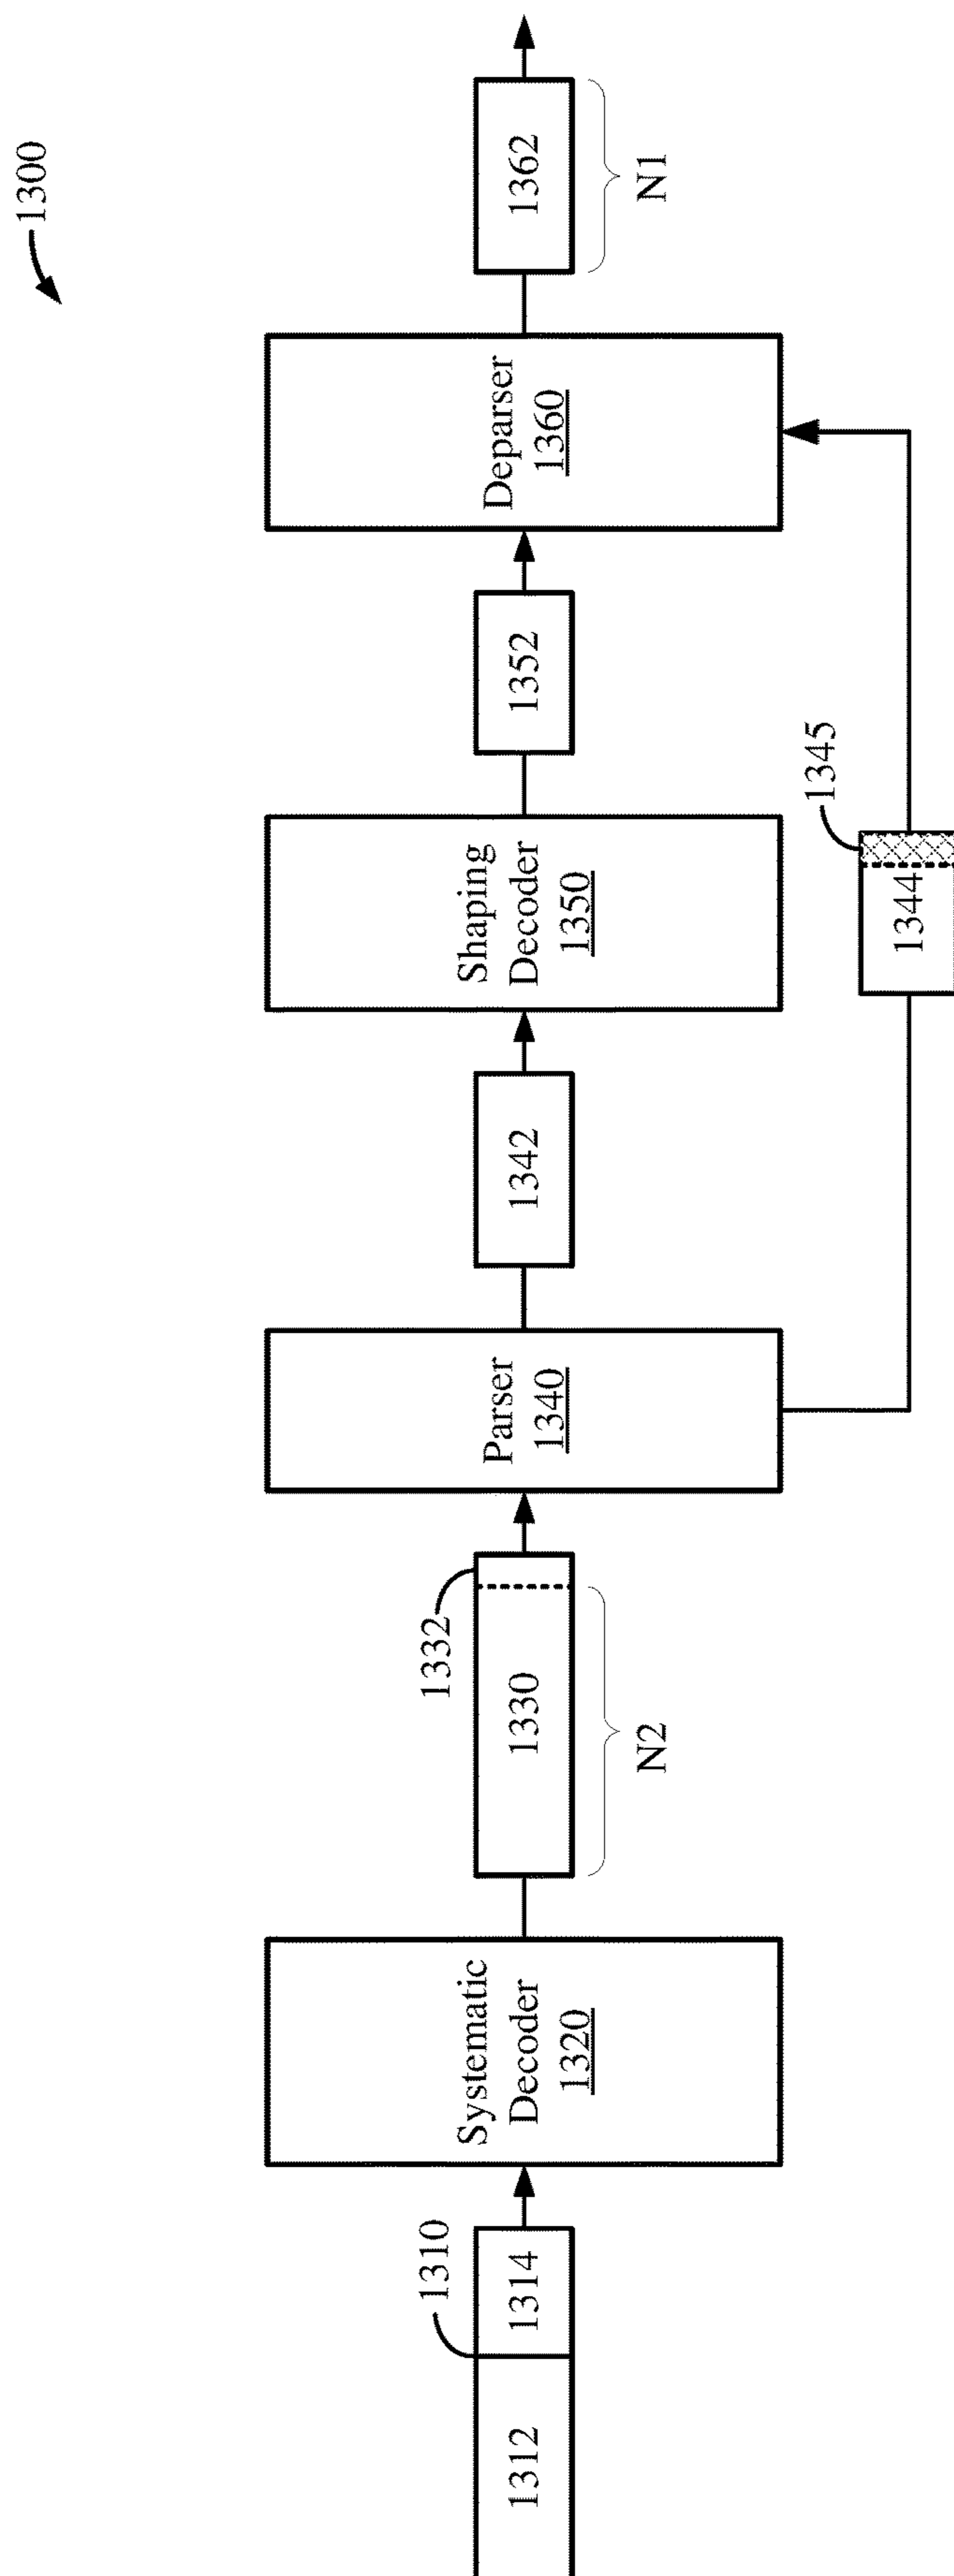 1300
1310
1312
1314
Systematic
Decoder
1320
1332
1330
N2
Parser
1340
1342
1344
1345
Shaping
Decoder
1350
1352
Deparser
1360
1362
N1